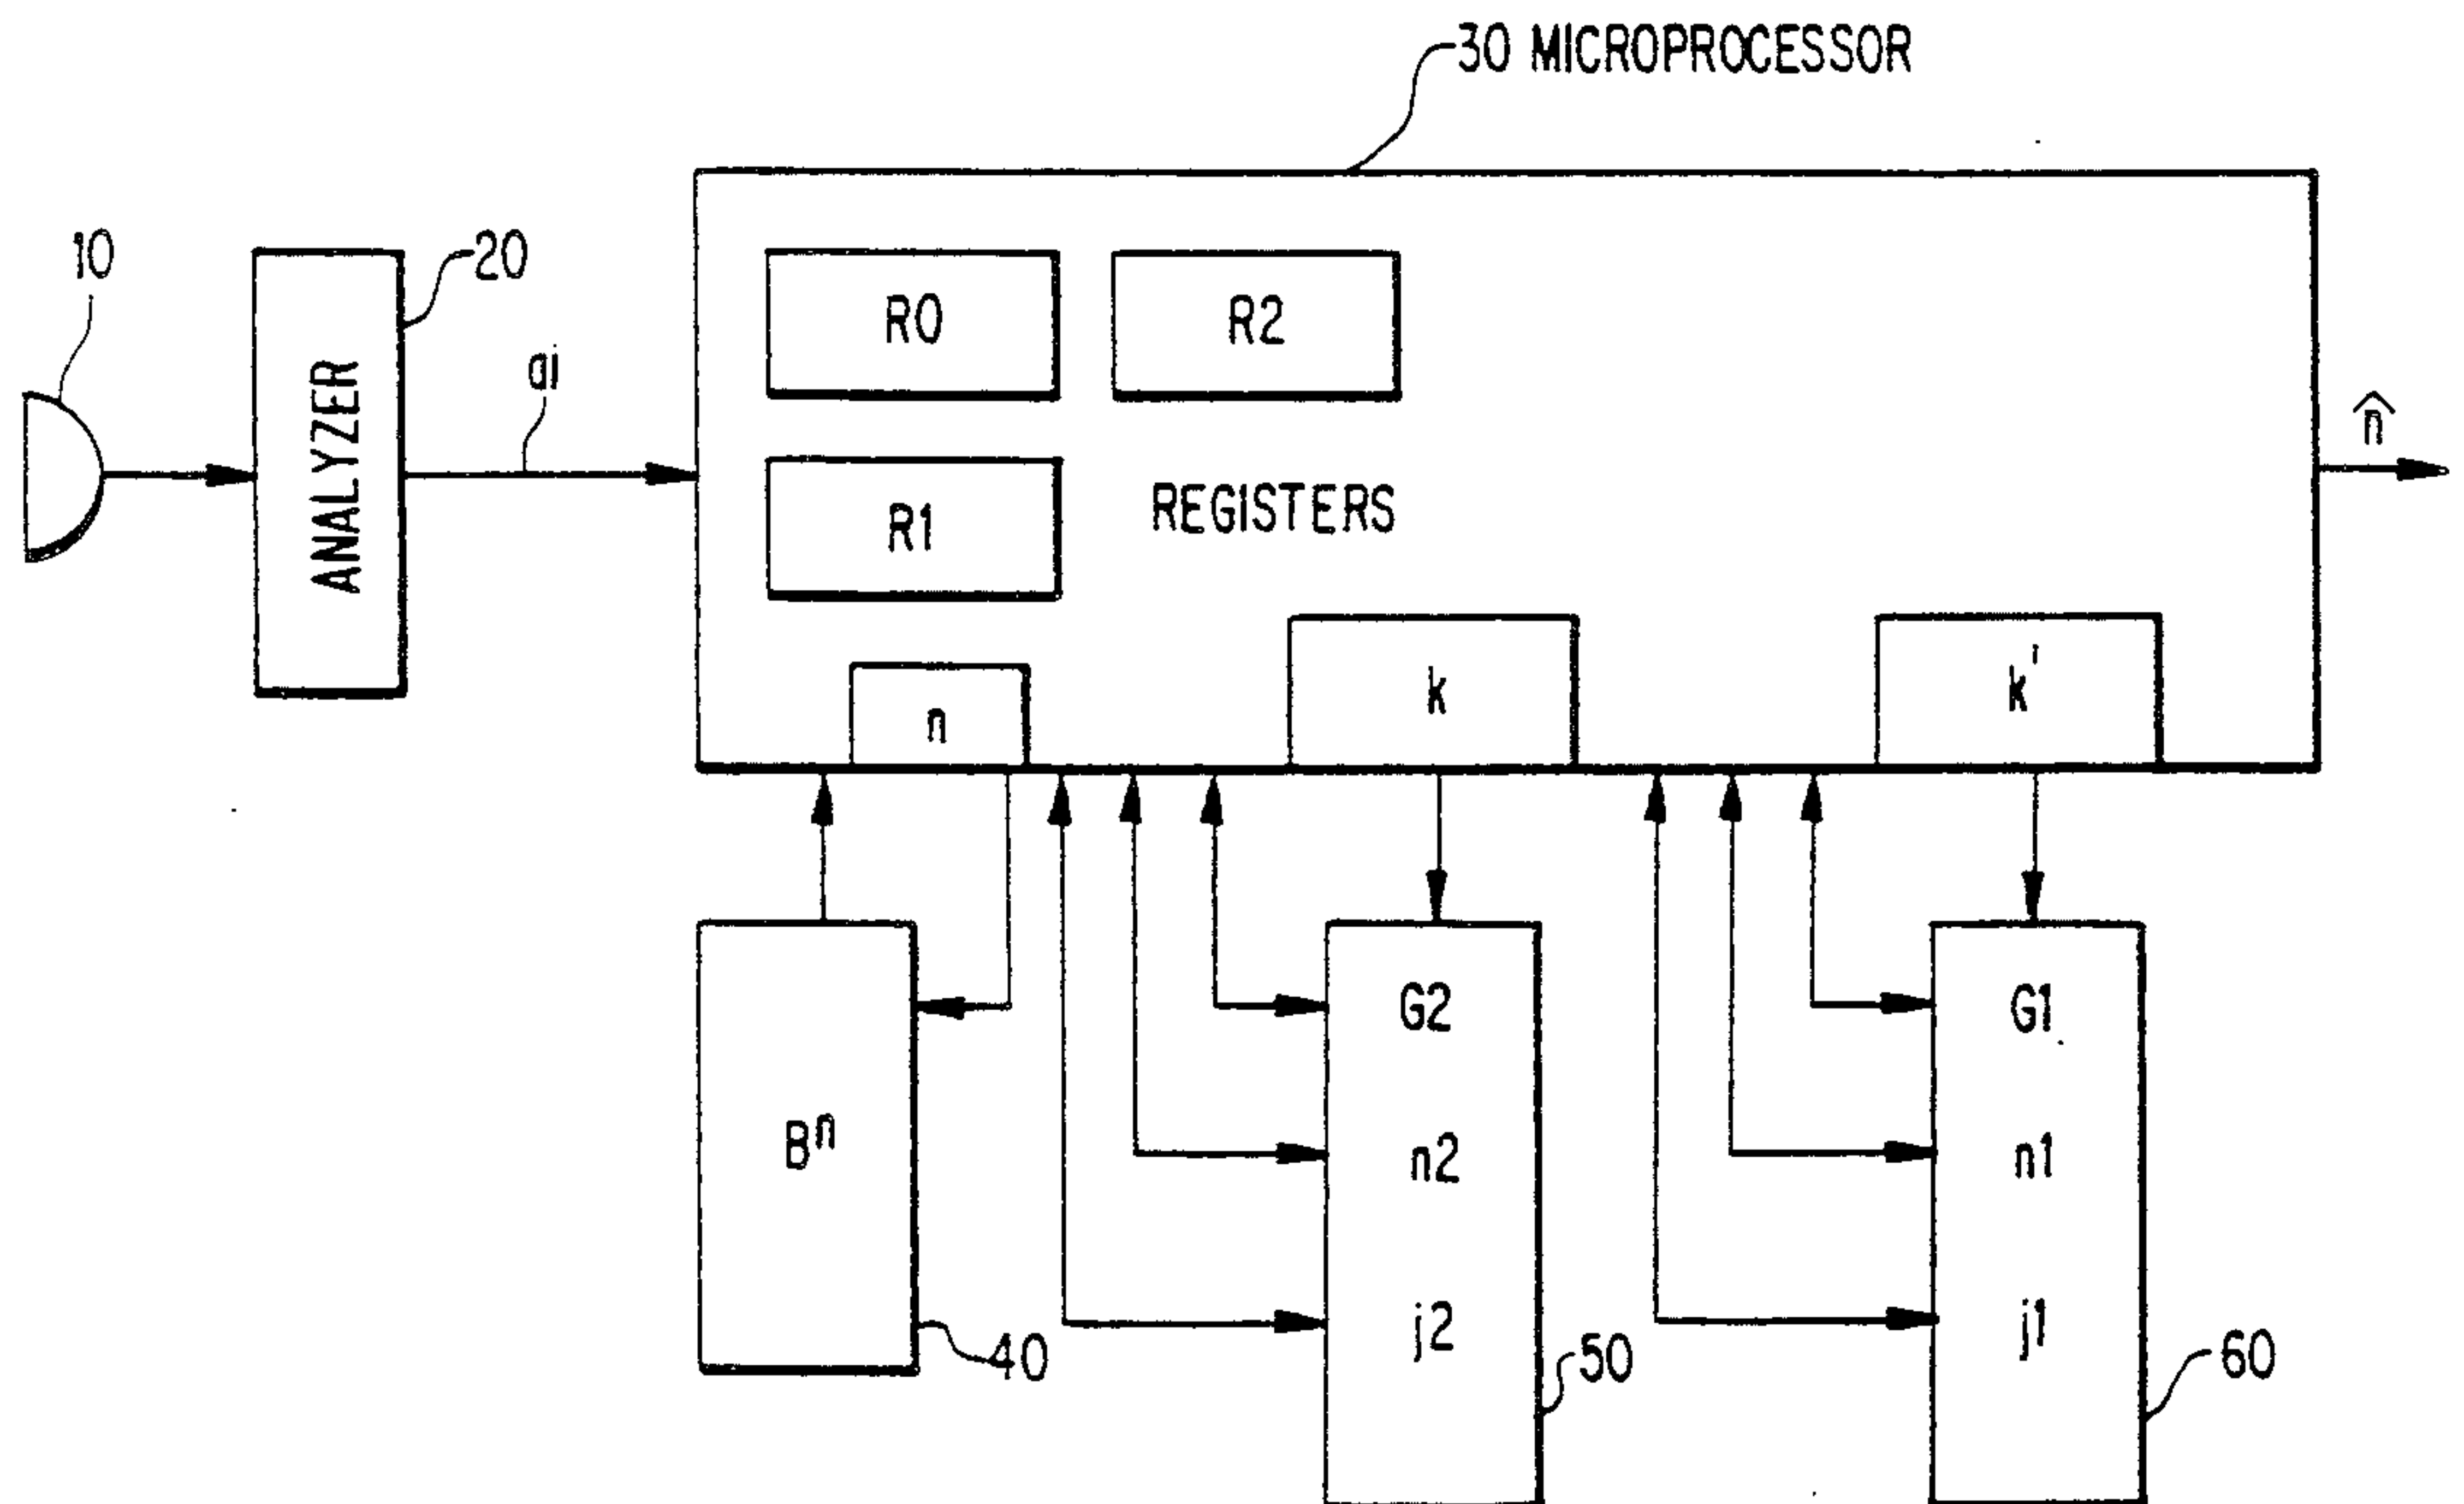 30 MICROPROCESSOR
10
20
ANALYZER
ai
R0
R2
R1
REGISTERS
n̂
n
k
k'
Bⁿ
40
G2
n2
j2
50
G1
n1
j1
60